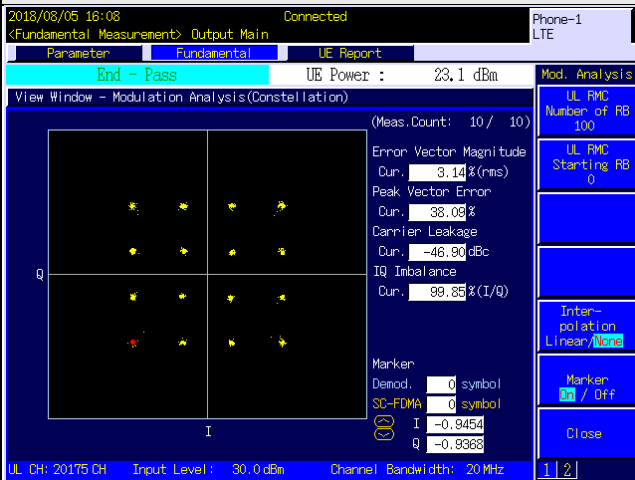 2018/08/05 16:08 Connected Phone-1
<Fundamental Measurement> Output Main LTE
Parameter Fundamental UE Report
End - Pass UE Power : 23.1 dBm Mod. Analysis
View Window - Modulation Analysis(Constellation)
UL RMC
Number of RB
100
(Meas.Count: 10/ 10)
Error Vector Magnitude
Cur. 3.14 %(rms)
Peak Vector Error
Cur. 38.09 %
Carrier Leakage
Cur. -46.90 dBc
IQ Imbalance
Cur. 99.85 %(I/Q)
UL RMC
Starting RB
0
Q
I
Inter-
polation
Linear/None
Marker
Demod. 0 symbol
SC-FDMA 0 symbol
I -0.9454
Q -0.9368
Marker
On / Off
Close
UL CH: 20175 CH Input Level: 30.0 dBm Channel Bandwidth: 20 MHz 1 2